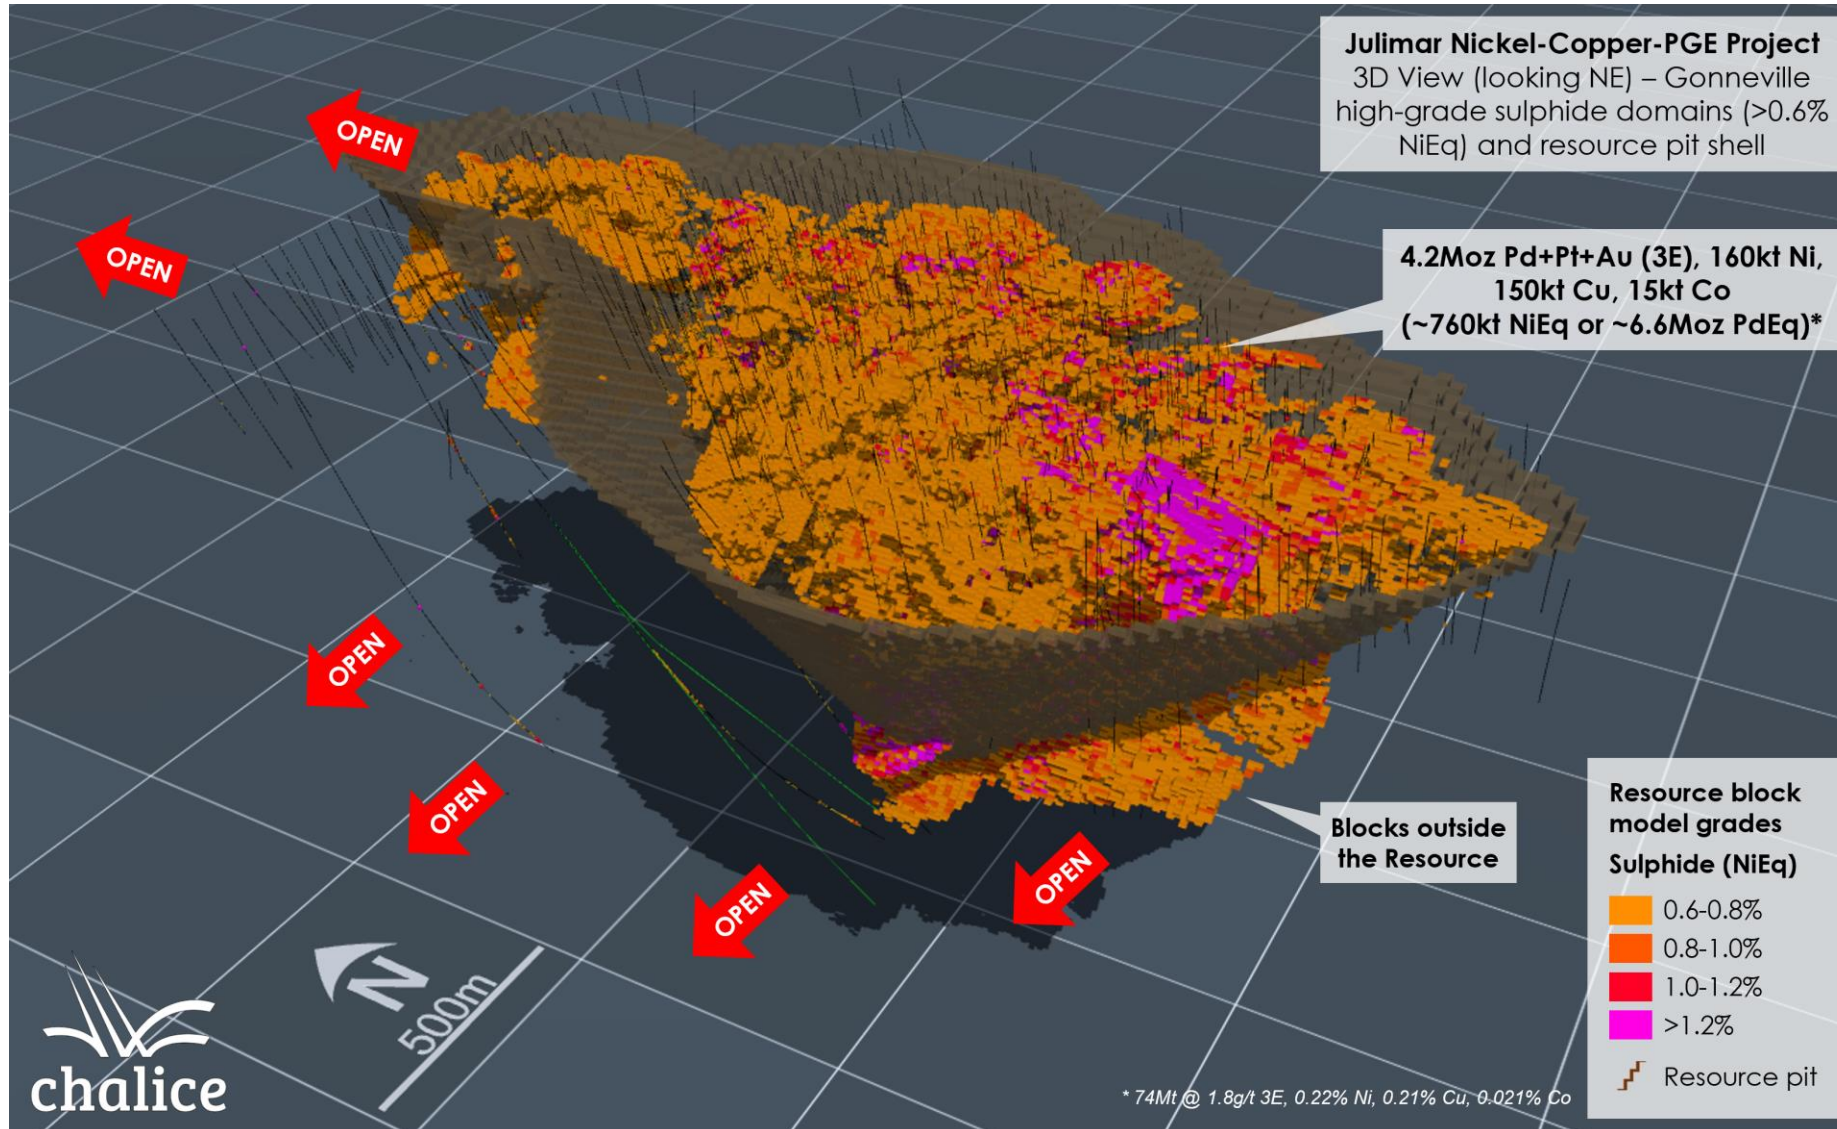 Julimar Nickel-Copper-PGE Project
3D View (looking NE) – Gonneville
high-grade sulphide domains (>0.6%
NiEq) and resource pit shell
OPEN
OPEN
4.2Moz Pd+Pt+Au (3E), 160kt Ni,
150kt Cu, 15kt Co
(~760kt NiEq or ~6.6Moz PdEq)*
OPEN
OPEN
OPEN
OPEN
Blocks outside
the Resource
Resource block
model grades
Sulphide (NiEq)
0.6-0.8%
0.8-1.0%
1.0-1.2%
>1.2%
Resource pit
N
500m
chalice
* 74Mt @ 1.8g/t 3E, 0.22% Ni, 0.21% Cu, 0.021% Co